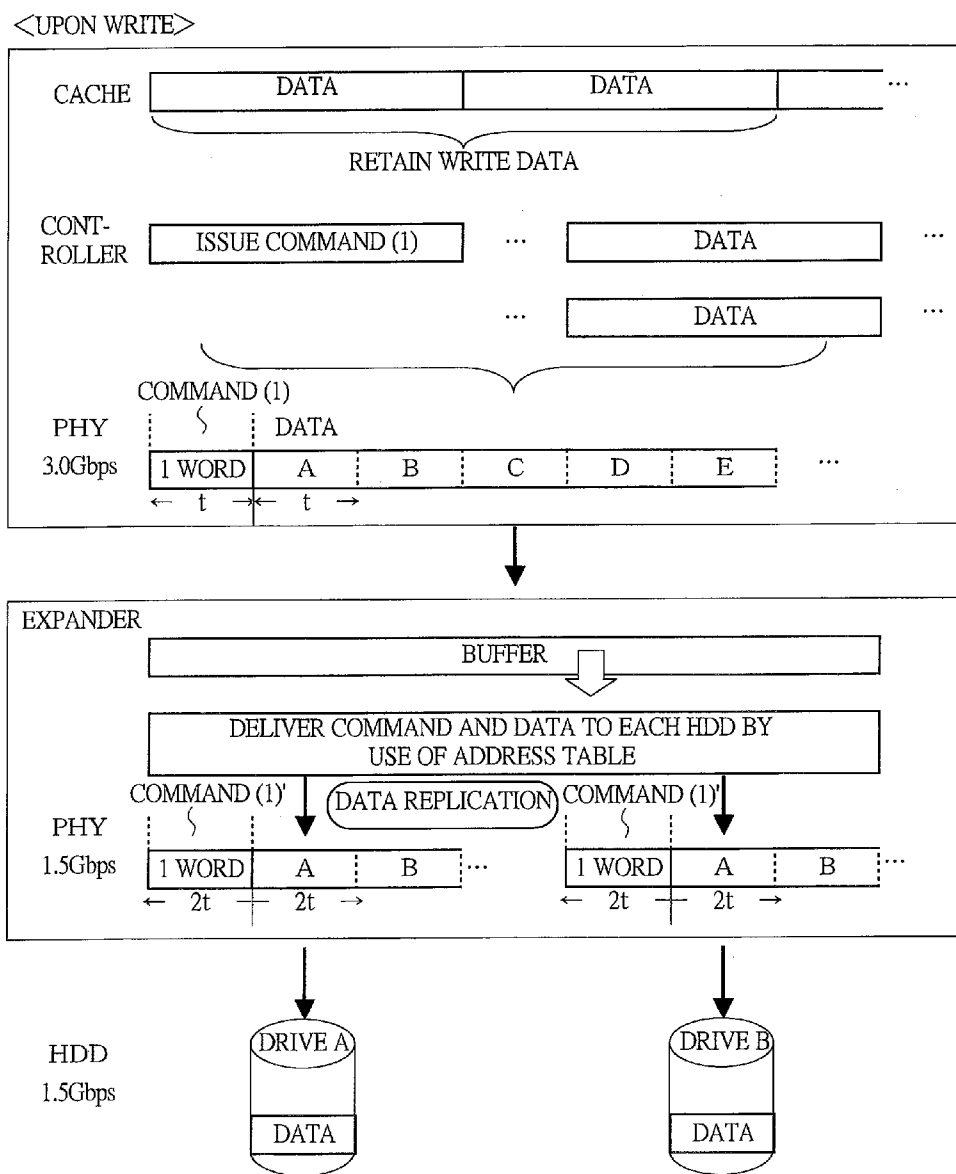 <UPON WRITE>
CACHE DATA DATA ...
RETAIN WRITE DATA
CONT-
ROLLER
ISSUE COMMAND (1) ... DATA ...
... DATA ...
COMMAND (1)
PHY DATA
3.0Gbps 1 WORD A B C D E ...
← t → ← t →
EXPANDER
BUFFER
DELIVER COMMAND AND DATA TO EACH HDD BY
USE OF ADDRESS TABLE
COMMAND (1)' DATA REPLICATION COMMAND (1)'
PHY
1.5Gbps 1 WORD A B ... 1 WORD A B ...
← 2t → ← 2t → ← 2t → ← 2t →
HDD
1.5Gbps
DRIVE A DRIVE B
DATA DATA